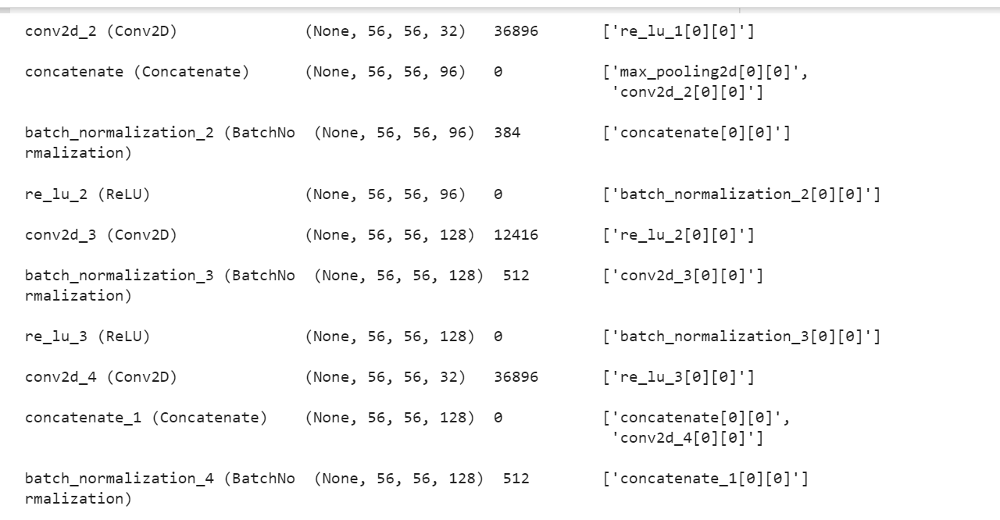 conv2d_2 (Conv2D) (None, 56, 56, 32) 36896 ['re_lu_1[0][0]']
concatenate (Concatenate) (None, 56, 56, 96) 0 ['max_pooling2d[0][0]',
'conv2d_2[0][0]']
batch_normalization_2 (BatchNo (None, 56, 56, 96) 384 ['concatenate[0][0]']
rmalization)
re_lu_2 (ReLU) (None, 56, 56, 96) 0 ['batch_normalization_2[0][0]']
conv2d_3 (Conv2D) (None, 56, 56, 128) 12416 ['re_lu_2[0][0]']
batch_normalization_3 (BatchNo (None, 56, 56, 128) 512 ['conv2d_3[0][0]']
rmalization)
re_lu_3 (ReLU) (None, 56, 56, 128) 0 ['batch_normalization_3[0][0]']
conv2d_4 (Conv2D) (None, 56, 56, 32) 36896 ['re_lu_3[0][0]']
concatenate_1 (Concatenate) (None, 56, 56, 128) 0 ['concatenate[0][0]',
'conv2d_4[0][0]']
batch_normalization_4 (BatchNo (None, 56, 56, 128) 512 ['concatenate_1[0][0]']
rmalization)